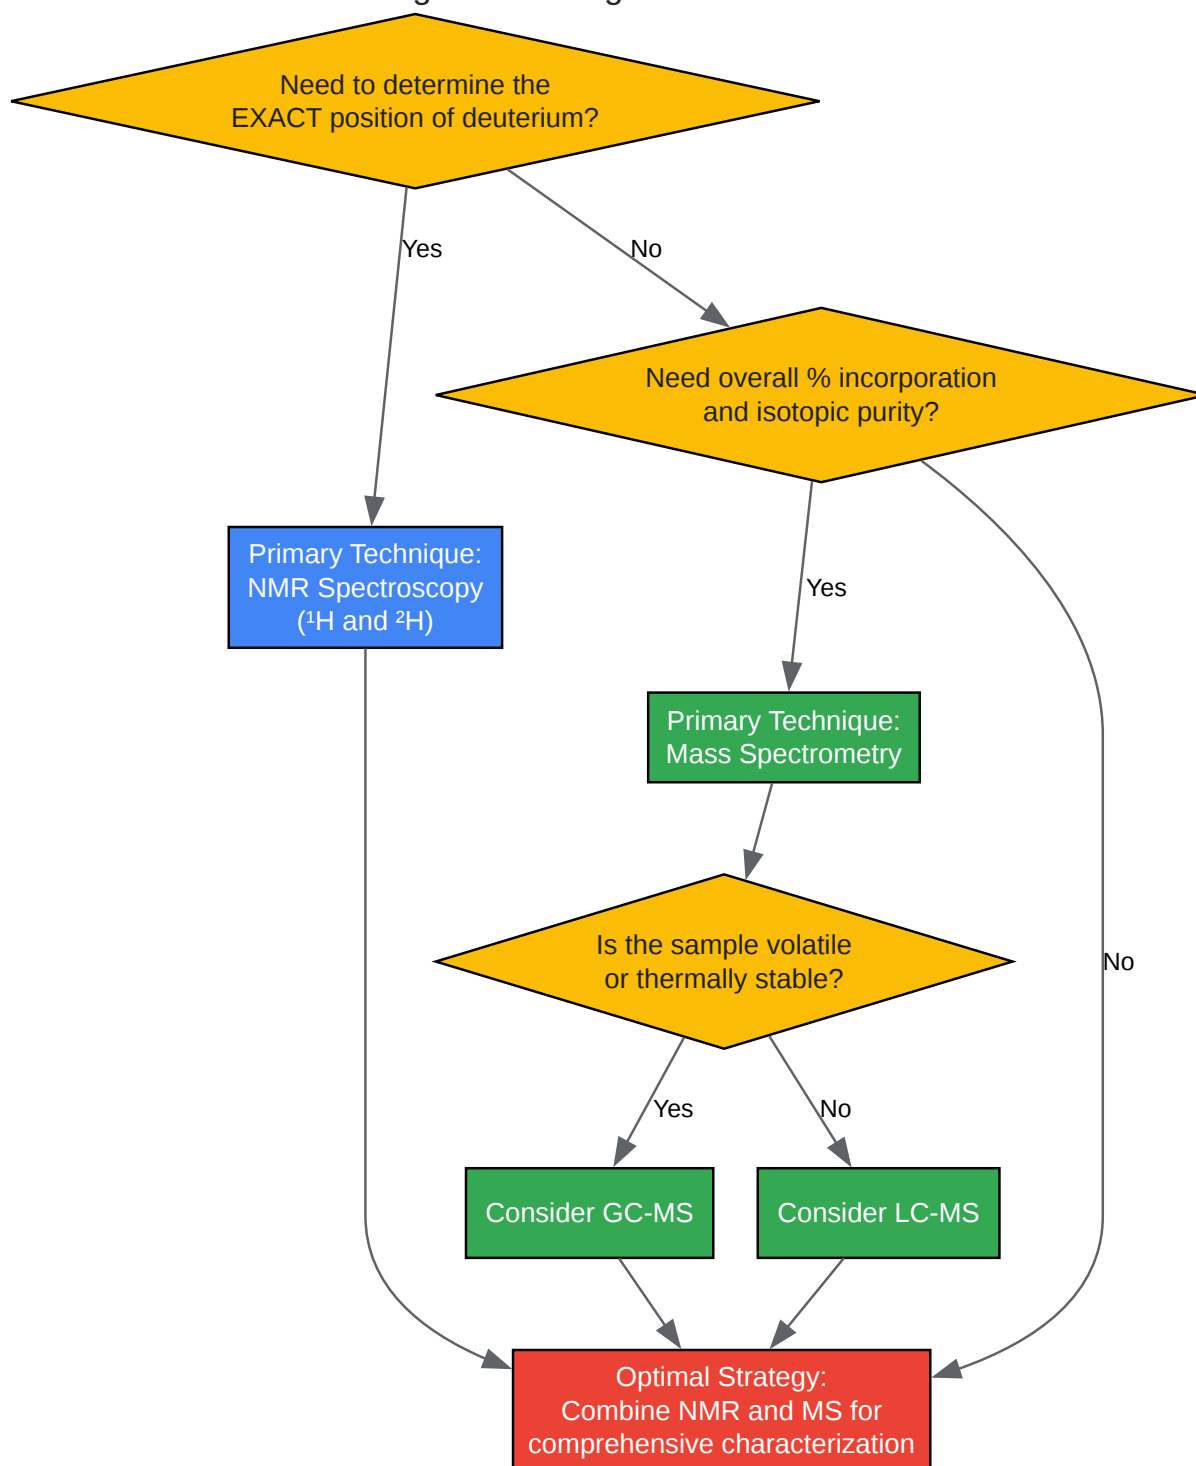 Need to determine the
EXACT position of deuterium?
Yes
No
Need overall % incorporation
and isotopic purity?
Primary Technique:
NMR Spectroscopy
(¹H and ²H)
Yes
Primary Technique:
Mass Spectrometry
Is the sample volatile
or thermally stable?
No
Yes
No
Consider GC-MS
Consider LC-MS
Optimal Strategy:
Combine NMR and MS for
comprehensive characterization